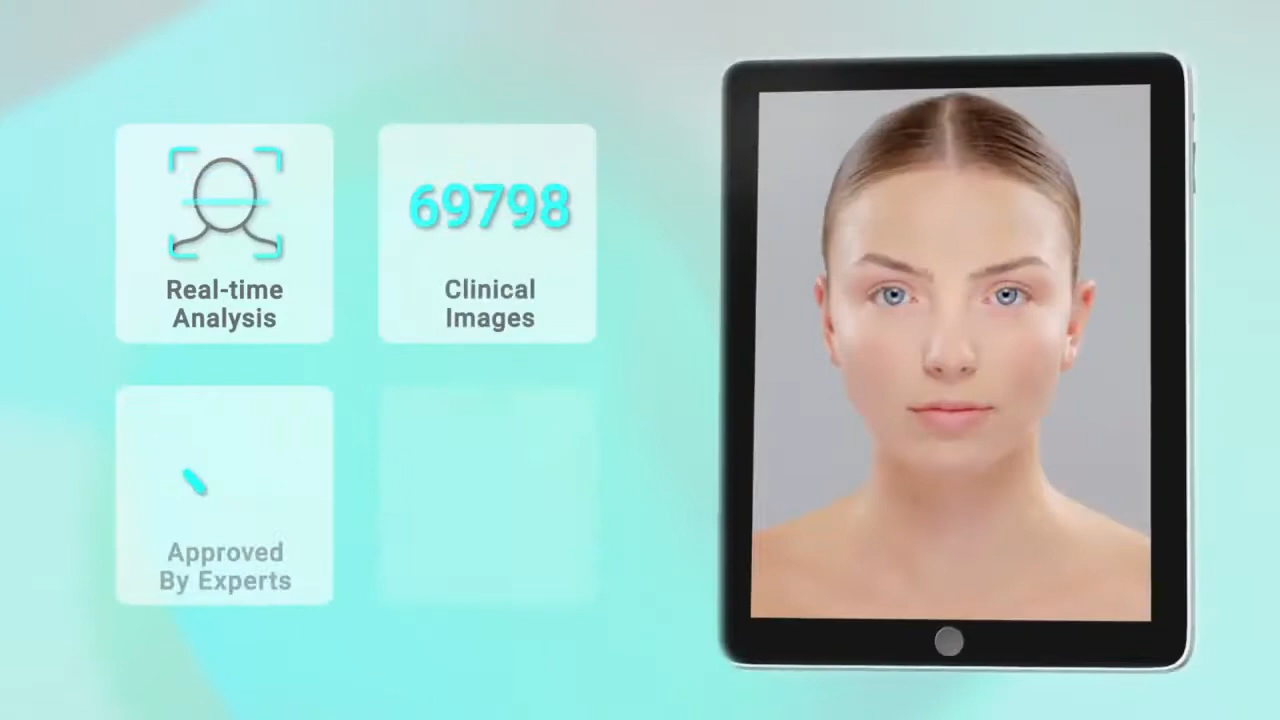 Real-time
Analysis
69798
Clinical
Images
Approved
By Experts